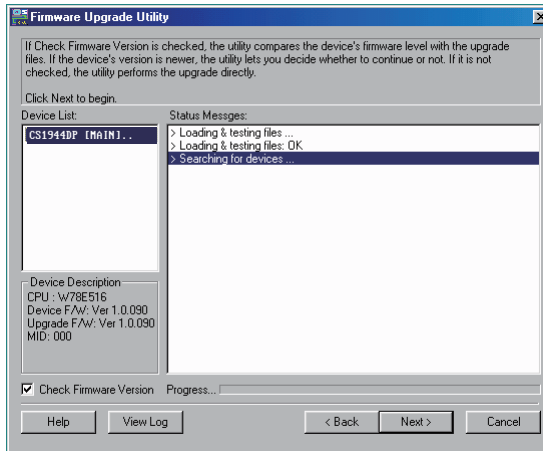 Firmware Upgrade Utility
If Check Firmware Version is checked, the utility compares the device's firmware level with the upgrade
files. If the device's version is newer, the utility lets you decide whether to continue or not. If it is not
checked, the utility performs the upgrade directly.
Click Next to begin.
Device List:
CS1944DP [MAIN]..
Status Messges:
> Loading & testing files ...
> Loading & testing files: OK
> Searching for devices ...
Device Description
CPU : W78E516
Device F/W: Ver 1.0.090
Upgrade F/W: Ver 1.0.090
MID: 000
Check Firmware Version
Progress...
Help
View Log
< Back
Next >
Cancel